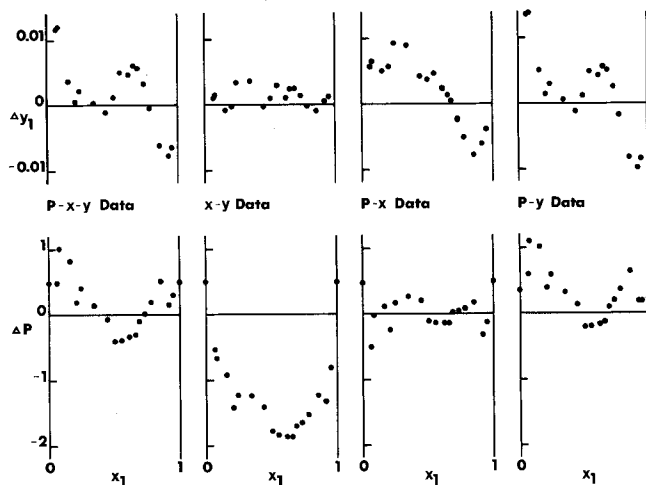 0.01
0
Δy1
-0.01
P-x-y Data
x-y Data
P-x Data
P-y Data
1
0
ΔP
-1
-2
0
x1
1
0
x1
1
0
x1
1
0
x1